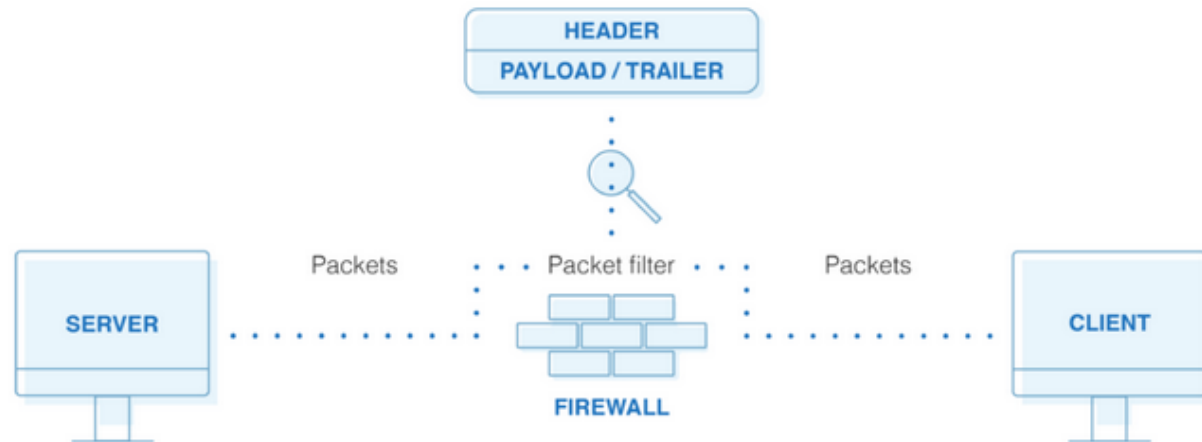 HEADER
PAYLOAD / TRAILER
Packets
Packet filter
Packets
SERVER
CLIENT
FIREWALL